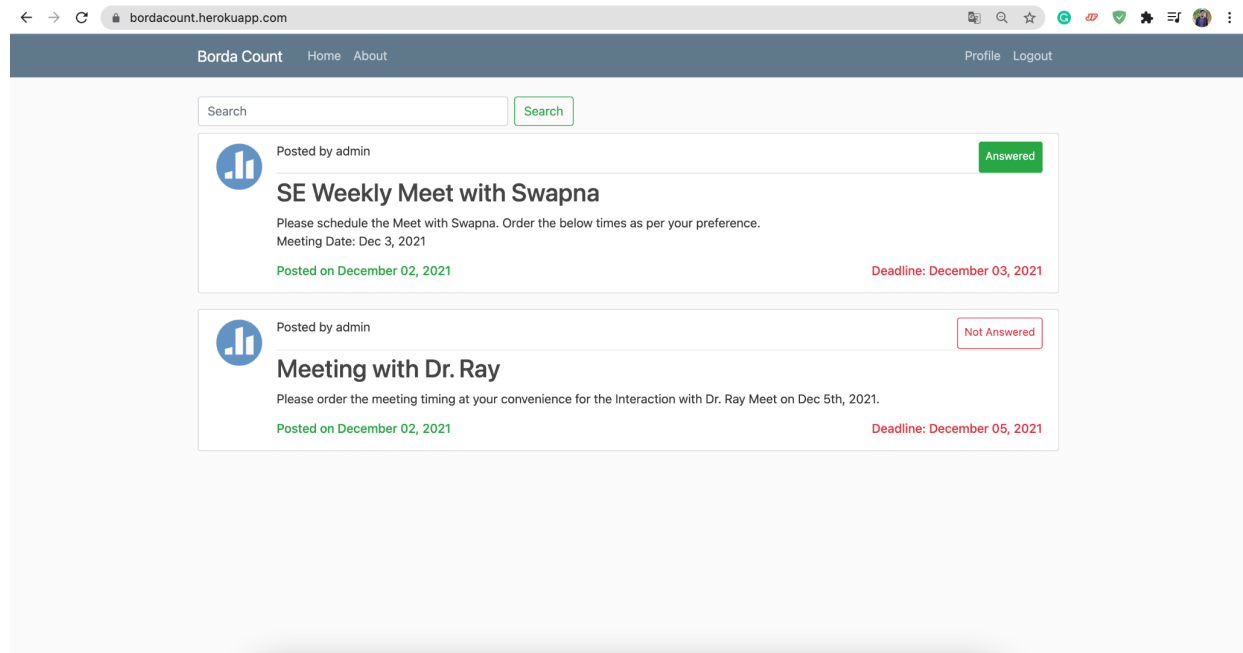 bordacount.herokuapp.com
Borda Count Home About Profile Logout
Search Search
Posted by admin Answered
SE Weekly Meet with Swapna
Please schedule the Meet with Swapna. Order the below times as per your preference.
Meeting Date: Dec 3, 2021
Posted on December 02, 2021 Deadline: December 03, 2021
Posted by admin Not Answered
Meeting with Dr. Ray
Please order the meeting timing at your convenience for the Interaction with Dr. Ray Meet on Dec 5th, 2021.
Posted on December 02, 2021 Deadline: December 05, 2021